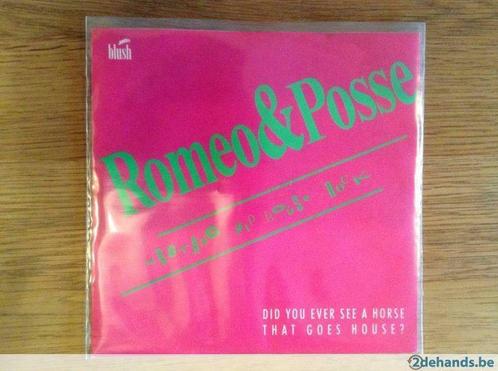 blush
Romeo&Posse
DID YOU EVER SEE A HORSE
THAT GOES HOUSE?
2dehands.be